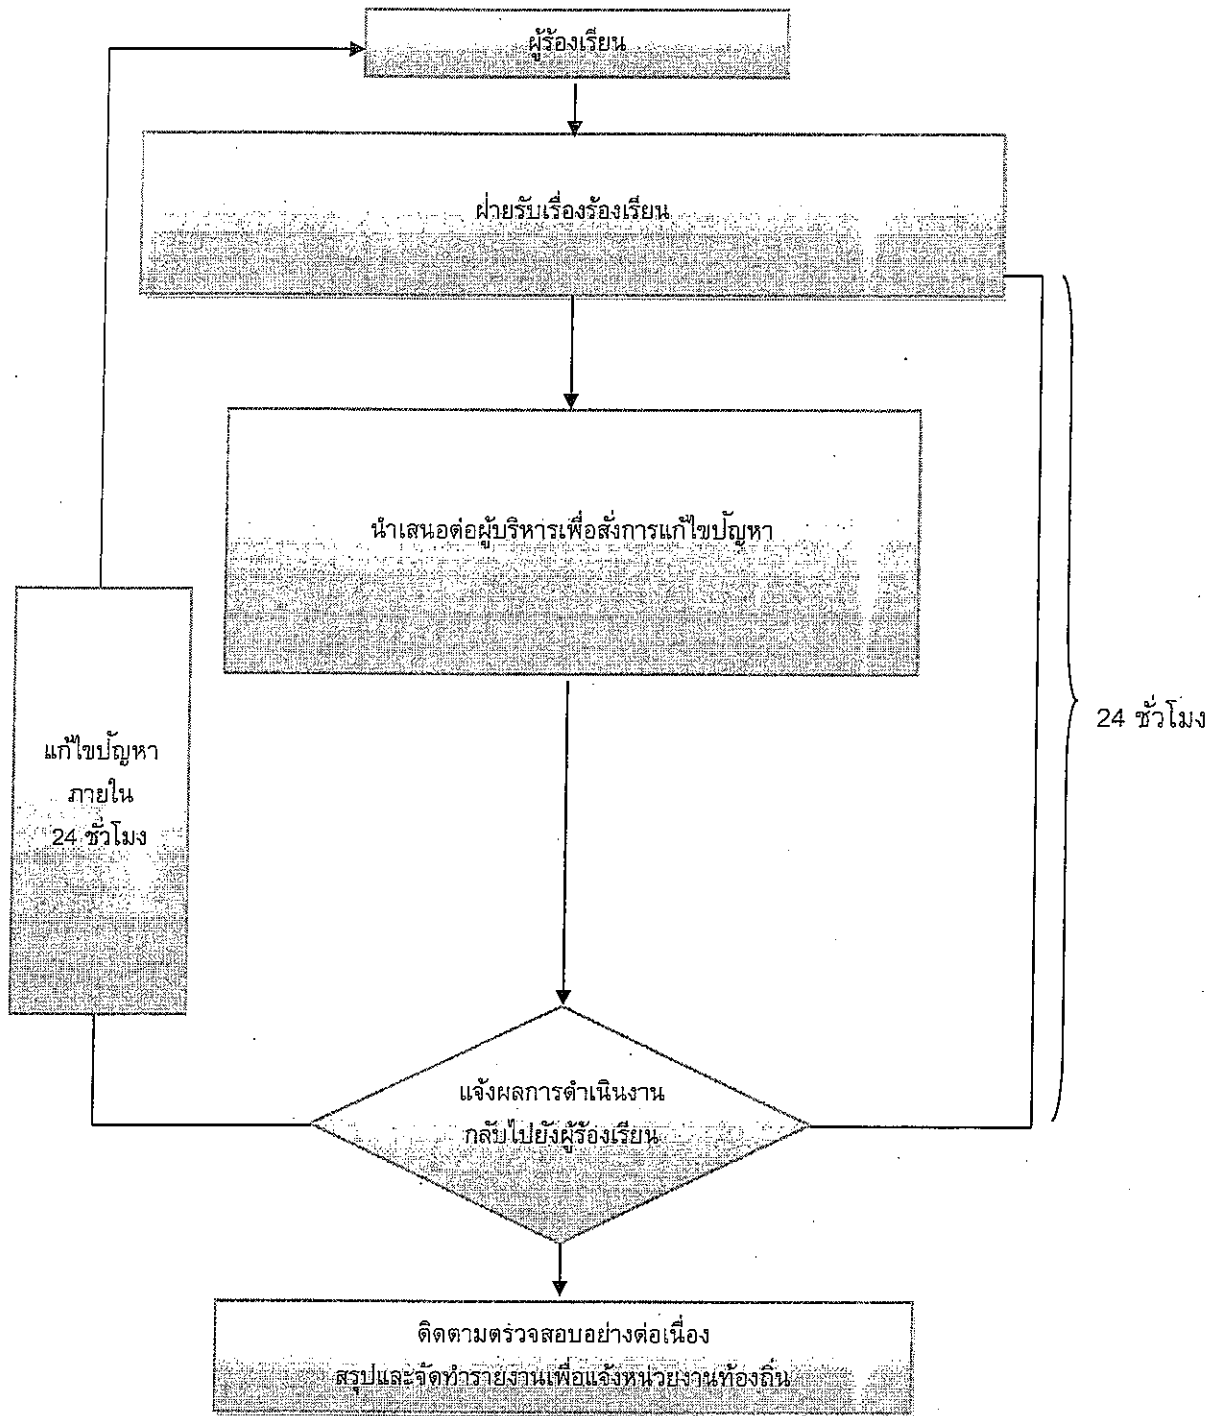 ผู้ร้องเรียน
ฝ่ายรับเรื่องร้องเรียน
นำเสนอต่อผู้บริหารเพื่อสั่งการแก้ไขปัญหา
แก้ไขปัญหา
ภายใน
24 ชั่วโมง
24 ชั่วโมง
แจ้งผลการดำเนินงาน
กลับไปยังผู้ร้องเรียน
ติดตามตรวจสอบอย่างต่อเนื่อง
สรุปและจัดทำรายงานเพื่อแจ้งหน่วยงานท้องถิ่น